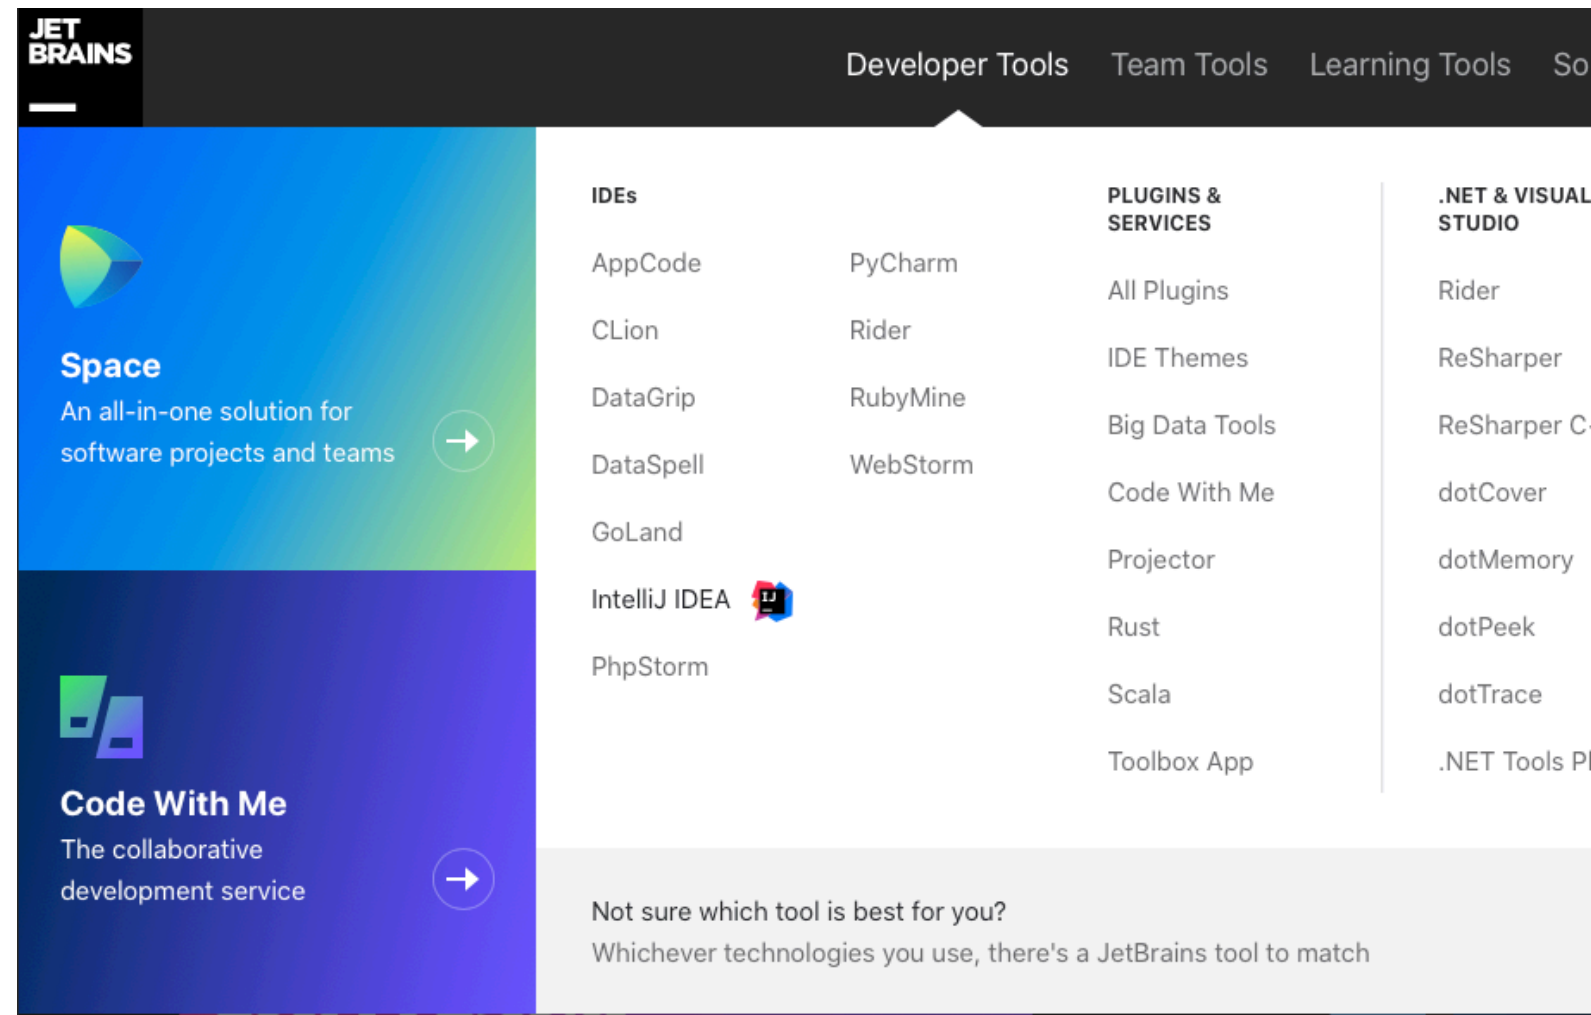 JET
BRAINS
Developer Tools
Team Tools
Learning Tools
Space
An all-in-one solution for
software projects and teams
Code With Me
The collaborative
development service
IDEs
AppCode
CLion
DataGrip
DataSpell
GoLand
IntelliJ IDEA
IJ
PhpStorm
PyCharm
Rider
RubyMine
WebStorm
PLUGINS &
SERVICES
All Plugins
IDE Themes
Big Data Tools
Code With Me
Projector
Rust
Scala
Toolbox App
.NET & VISUAL
STUDIO
Rider
ReSharper
ReSharper
dotCover
dotMemory
dotPeek
dotTrace
.NET Tools
Not sure which tool is best for you?
Whichever technologies you use, there's a JetBrains tool to match